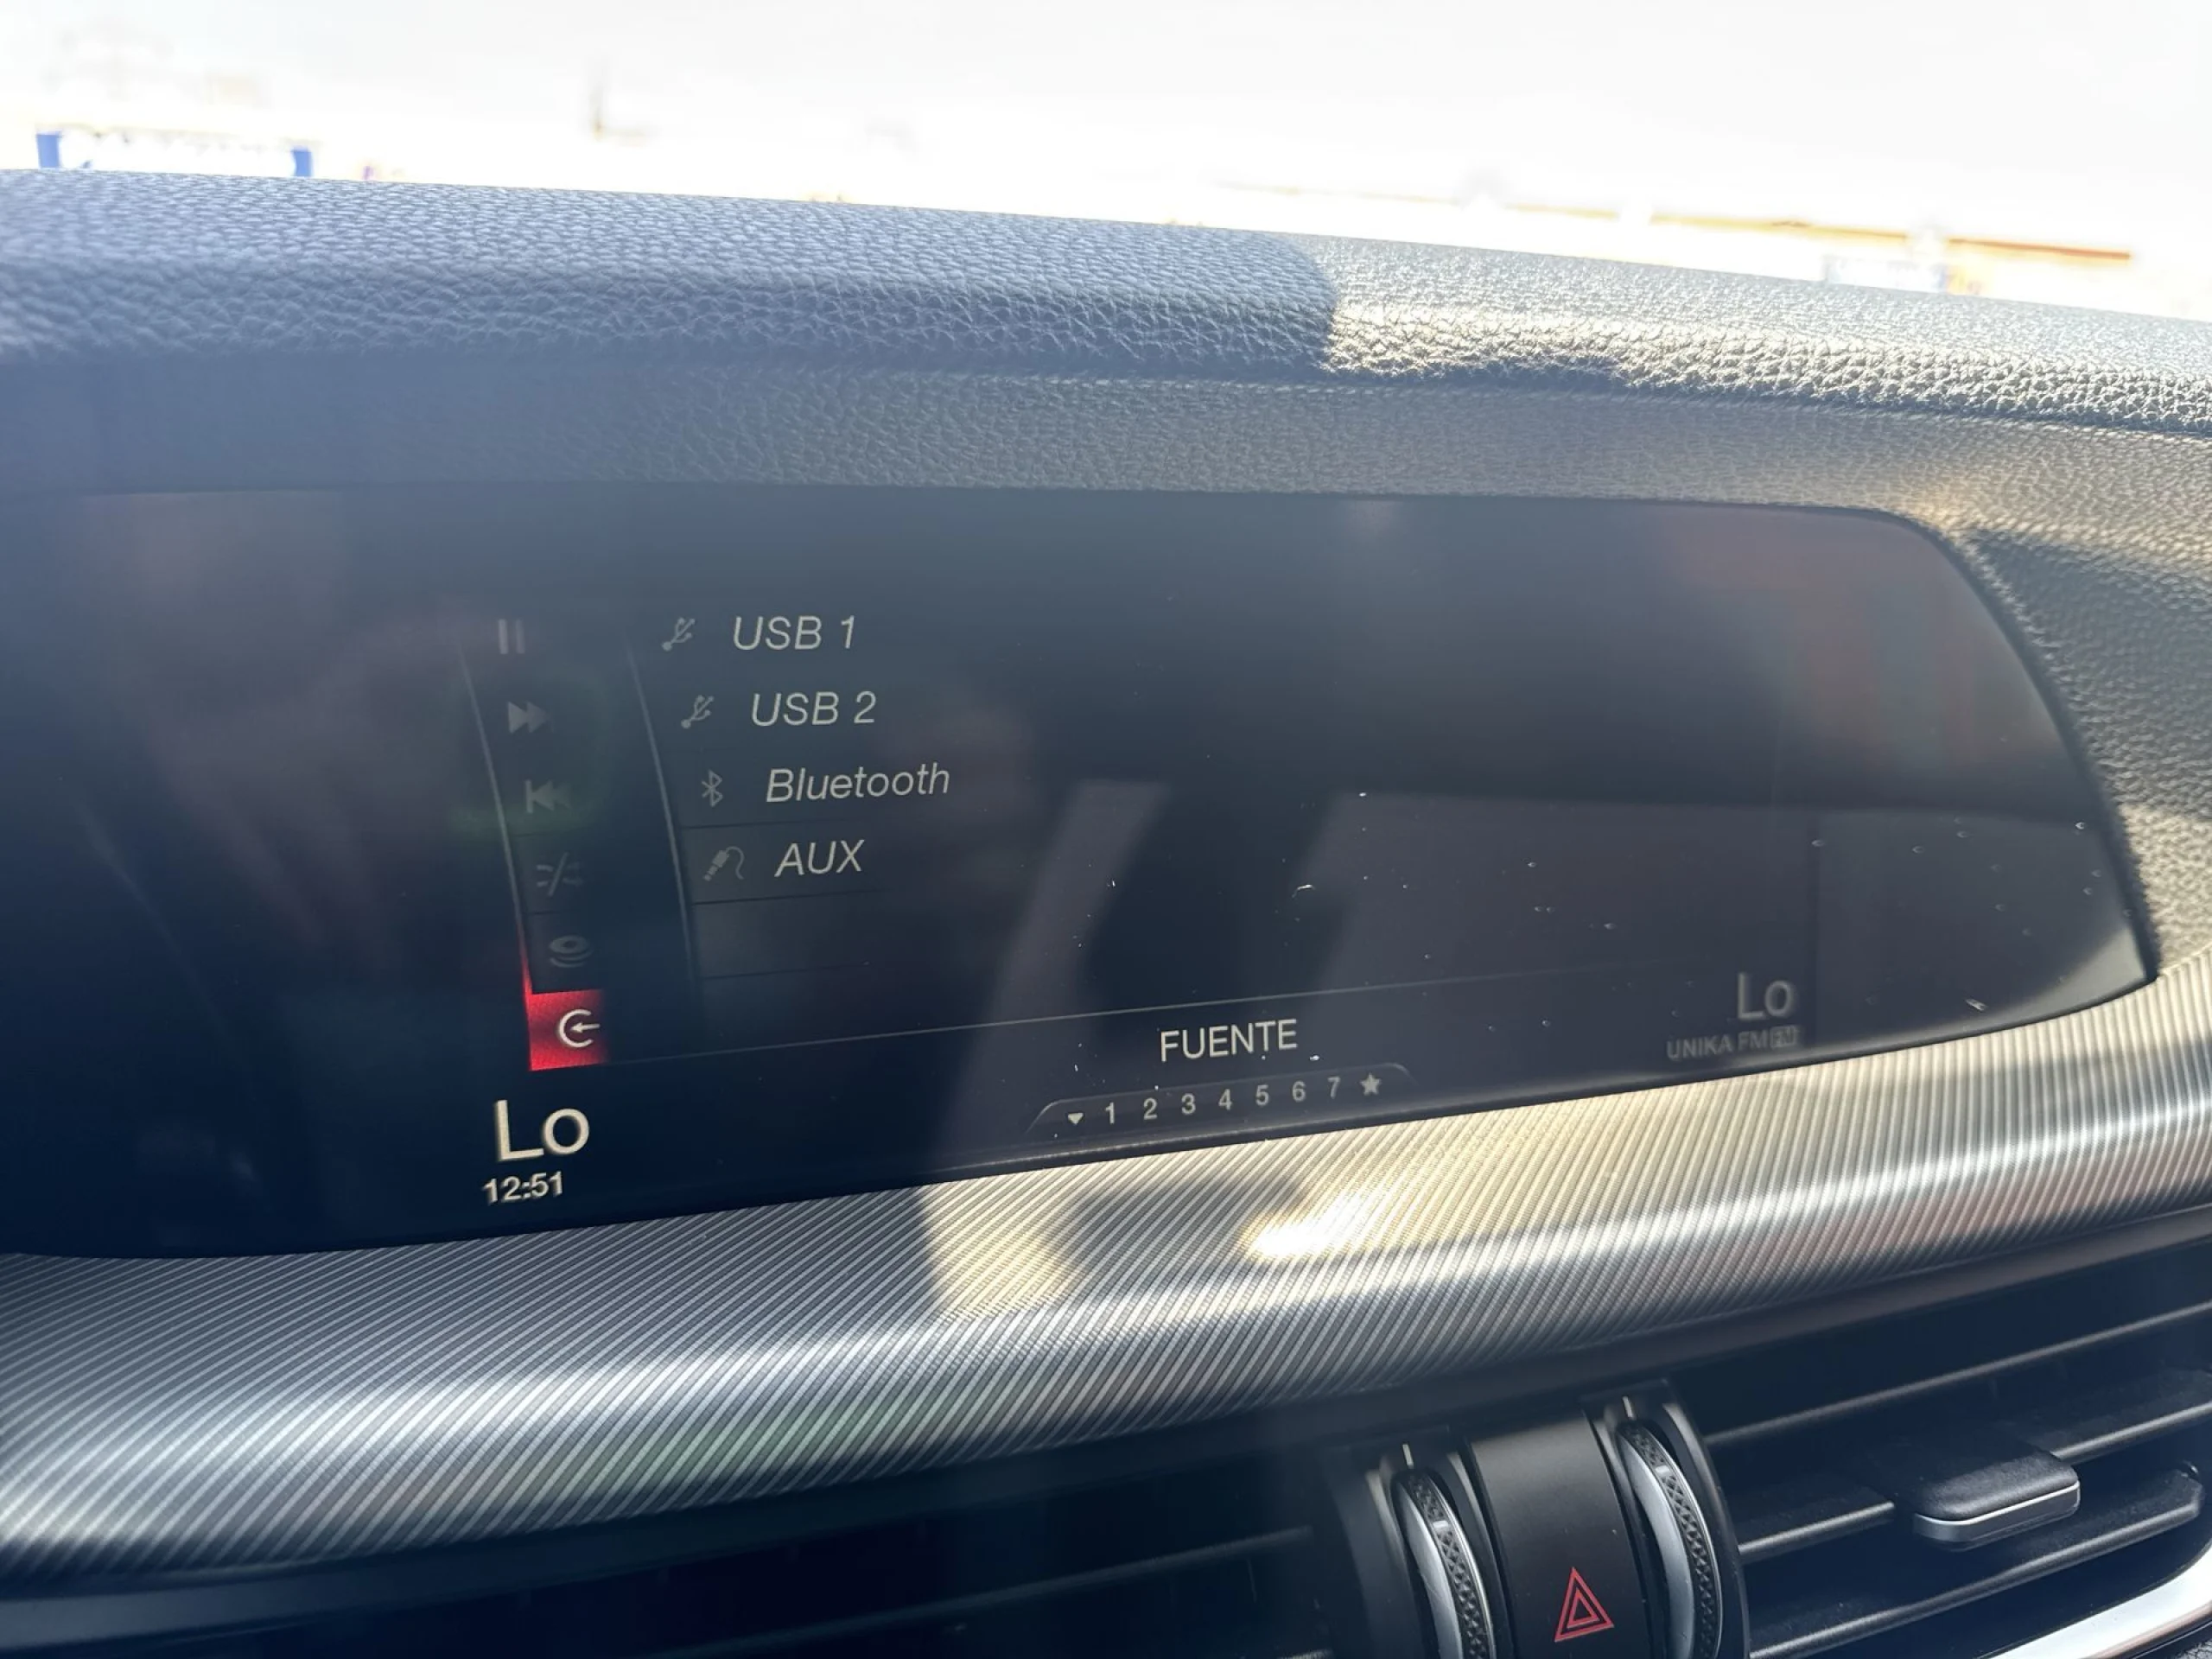 USB 1
USB 2
Bluetooth
AUX
Lo
FUENTE
UNIKA FM FM
1 2 3 4 5 6 7
Lo
12:51